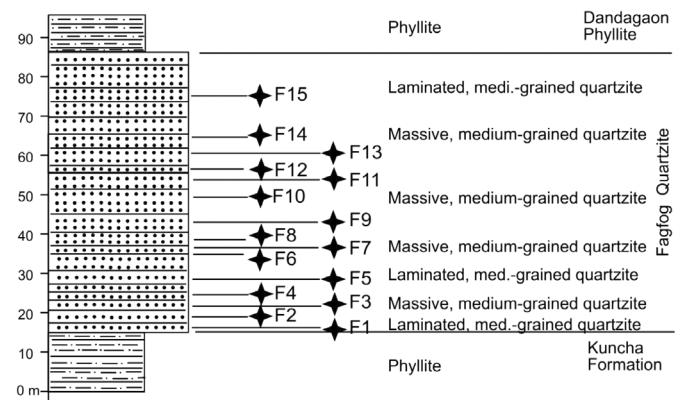 Phyllite
Dandagaon
Phyllite
90
80
Laminated, medi.-grained quartzite
F15
70
F14
Massive, medium-grained quartzite
60
F13
F12
F11
50
F10
Massive, medium-grained quartzite
F9
40
F8
F7
Massive, medium-grained quartzite
F6
30
F5
Laminated, med.-grained quartzite
F4
F3
Massive, medium-grained quartzite
20
F2
F1
Laminated, med.-grained quartzite
Fagfog Quartzite
10
Phyllite
Kuncha
Formation
0 m